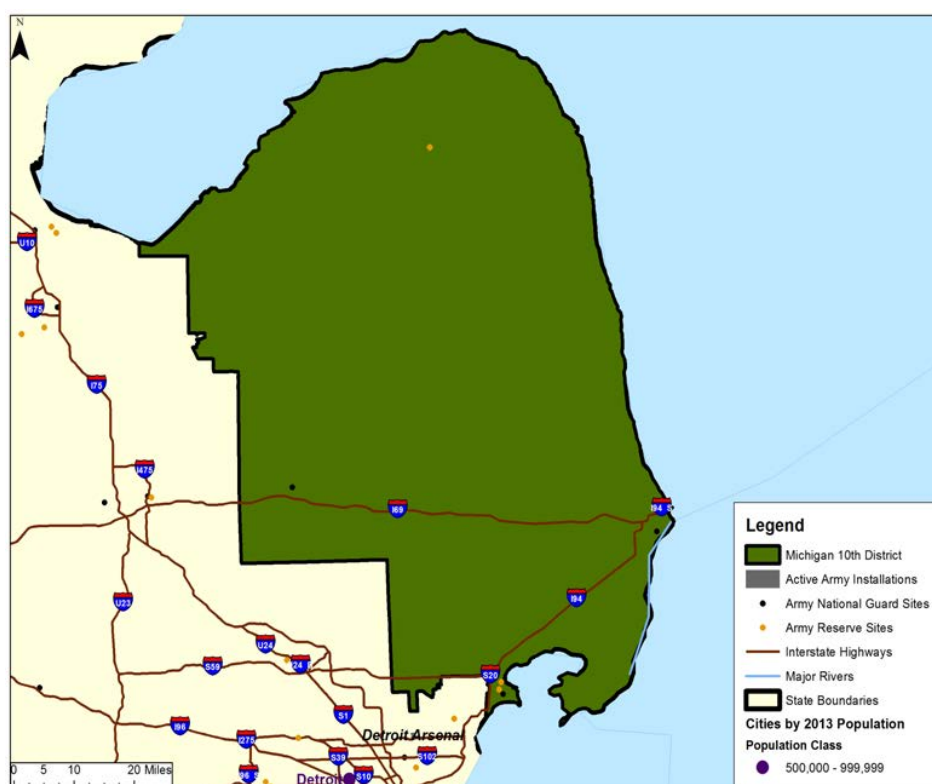 N
U10
I675
I75
I475
I69
I94 S
I94
U23
U24
24
S59
S20
S1
I96
I275
S39
S102
96 S
S10
Detroit Arsenal
Detroit
0 5 10 20 Miles
Legend
Michigan 10th District
Active Army Installations
Army National Guard Sites
Army Reserve Sites
Interstate Highways
Major Rivers
State Boundaries
Cities by 2013 Population
Population Class
500,000 - 999,999